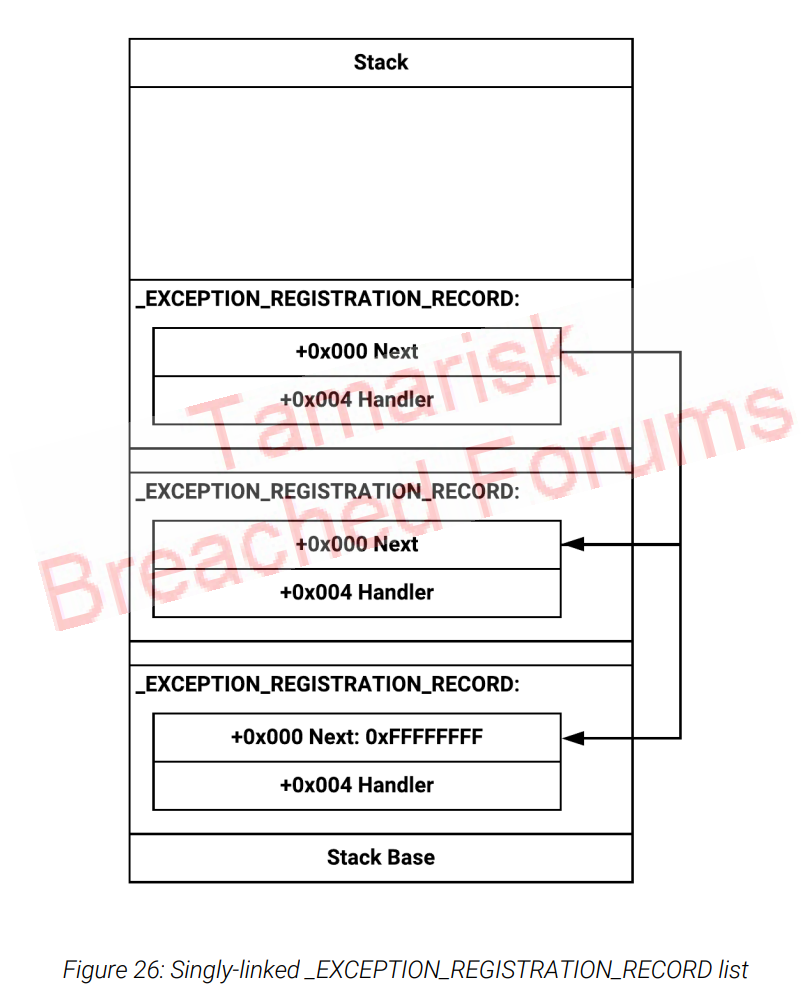 Stack
_EXCEPTION_REGISTRATION_RECORD:
+0x000 Next
+0x004 Handler
Tamarisk
Breached Forums
_EXCEPTION_REGISTRATION_RECORD:
+0x000 Next
+0x004 Handler
_EXCEPTION_REGISTRATION_RECORD:
+0x000 Next: 0xFFFFFFFF
+0x004 Handler
Stack Base
Figure 26: Singly-linked _EXCEPTION_REGISTRATION_RECORD list